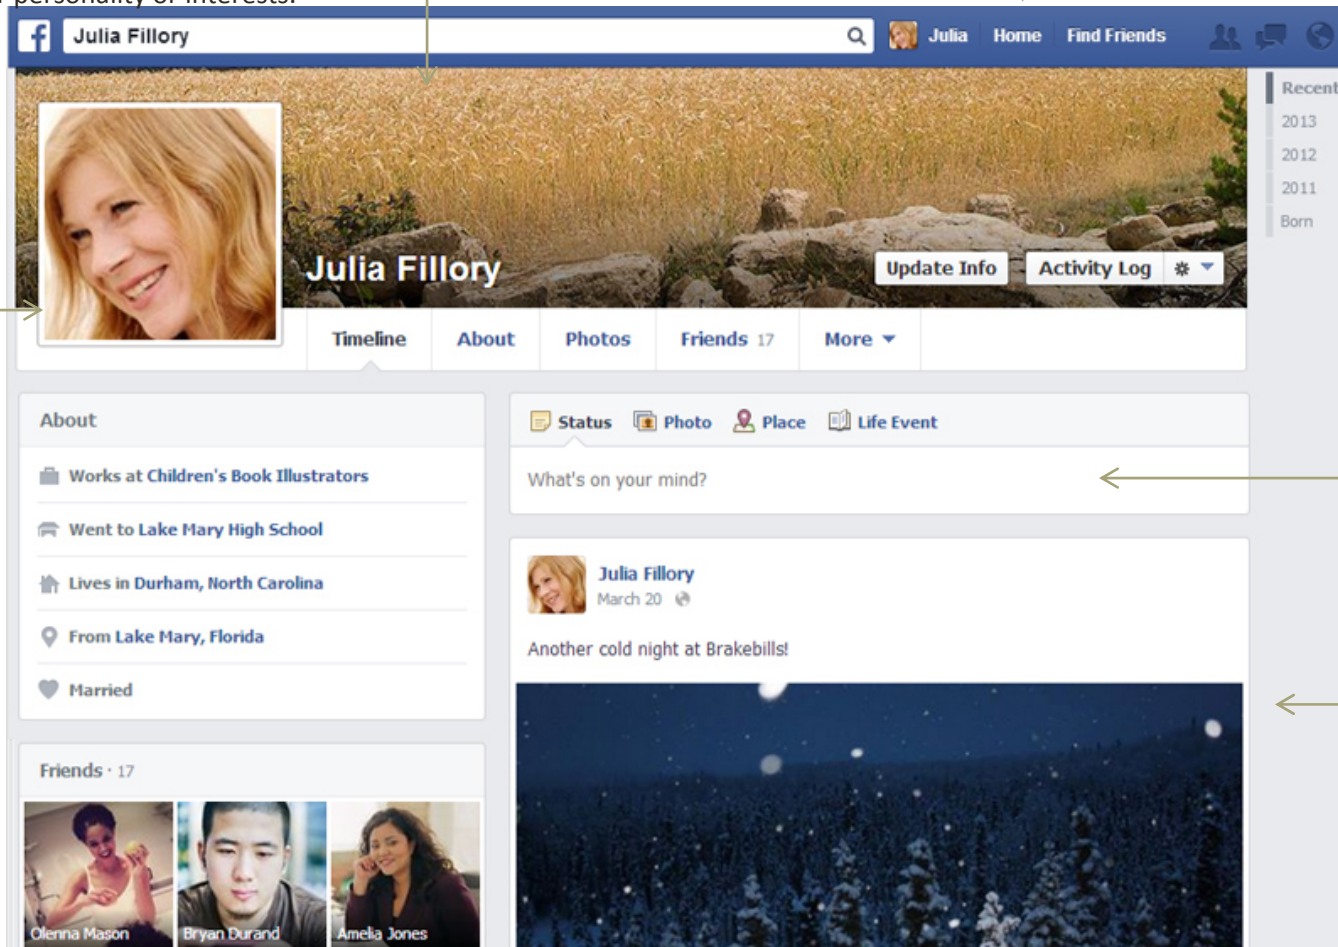 personality or interests.
f
Julia Fillory
Julia Home Find Friends
Recent
2013
2012
2011
Born
Julia Fillory
Update Info
Activity Log
Timeline About Photos Friends 17 More
About
Works at Children's Book Illustrators
Went to Lake Mary High School
Lives in Durham, North Carolina
From Lake Mary, Florida
Married
Friends · 17
Olenna Mason
Bryan Durand
Amelia Jones
Status Photo Place Life Event
What's on your mind?
Julia Fillory
March 20
Another cold night at Brakebills!